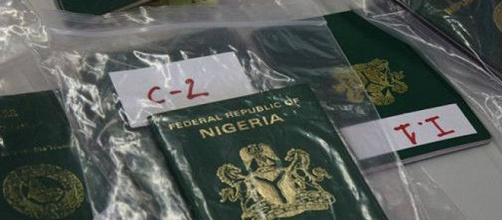 C-2
FEDERAL REPUBLIC OF
NIGERIA
I.1